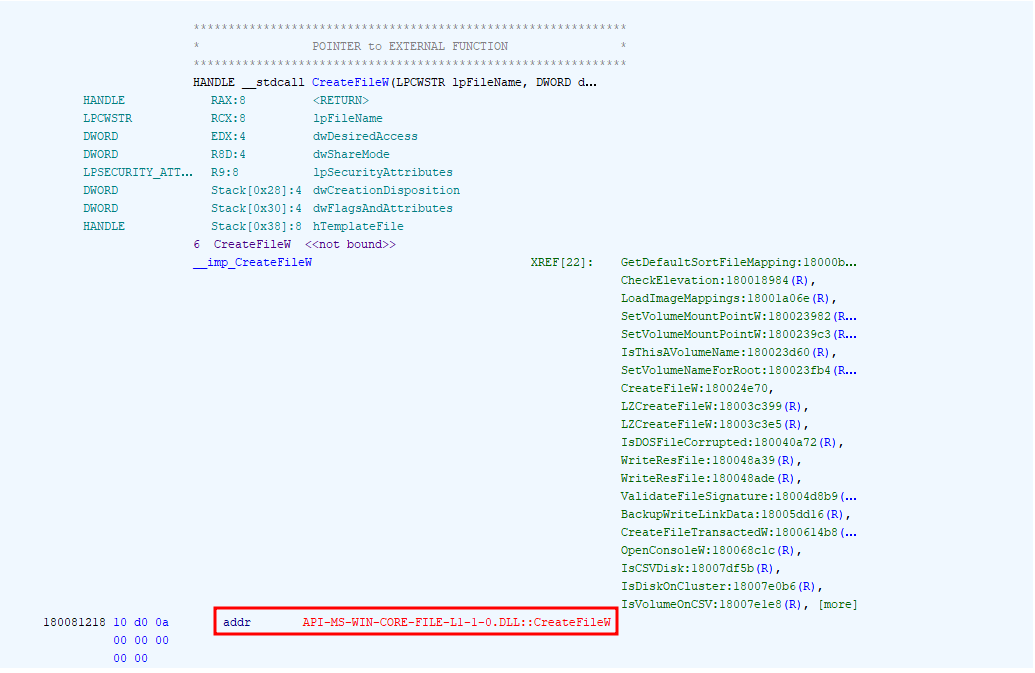 ************************************************************** 
* POINTER to EXTERNAL FUNCTION *
**************************************************************
HANDLE __stdcall CreateFileW(LPCWSTR lpFileName, DWORD d...
HANDLE RAX:8 <RETURN>
LPCWSTR RCX:8 lpFileName
DWORD EDX:4 dwDesiredAccess
DWORD R8D:4 dwShareMode
LPSECURITY_ATT... R9:8 lpSecurityAttributes
DWORD Stack[0x28]:4 dwCreationDisposition
DWORD Stack[0x30]:4 dwFlagsAndAttributes
HANDLE Stack[0x38]:8 hTemplateFile
6 CreateFileW <<not bound>>
__imp_CreateFileW XREF[22]: GetDefaultSortFileMapping:18000b...
CheckElevation:180018984(R),
LoadImageMappings:18001a06e(R),
SetVolumeMountPointW:180023982(R...
SetVolumeMountPointW:1800239c3(R...
IsThisAVolumeName:180023d60(R),
SetVolumeNameForRoot:180023fb4(R...
CreateFileW:180024e70,
LZCreateFileW:18003c399(R),
LZCreateFileW:18003c3e5(R),
IsDOSFileCorrupted:180040a72(R),
WriteResFile:180048a39(R),
WriteResFile:180048ade(R),
ValidateFileSignature:18004d8b9(...
BackupWriteLinkData:18005dd16(R),
CreateFileTransactedW:1800614b8(...
OpenConsoleW:180068c1c(R),
IsCSVDisk:18007df5b(R),
IsDiskOnCluster:18007e0b6(R),
IsVolumeOnCSV:18007e1e8(R), [more]
180081218 10 d0 0a addr API-MS-WIN-CORE-FILE-L1-1-0.DLL::CreateFileW
00 00 00
00 00